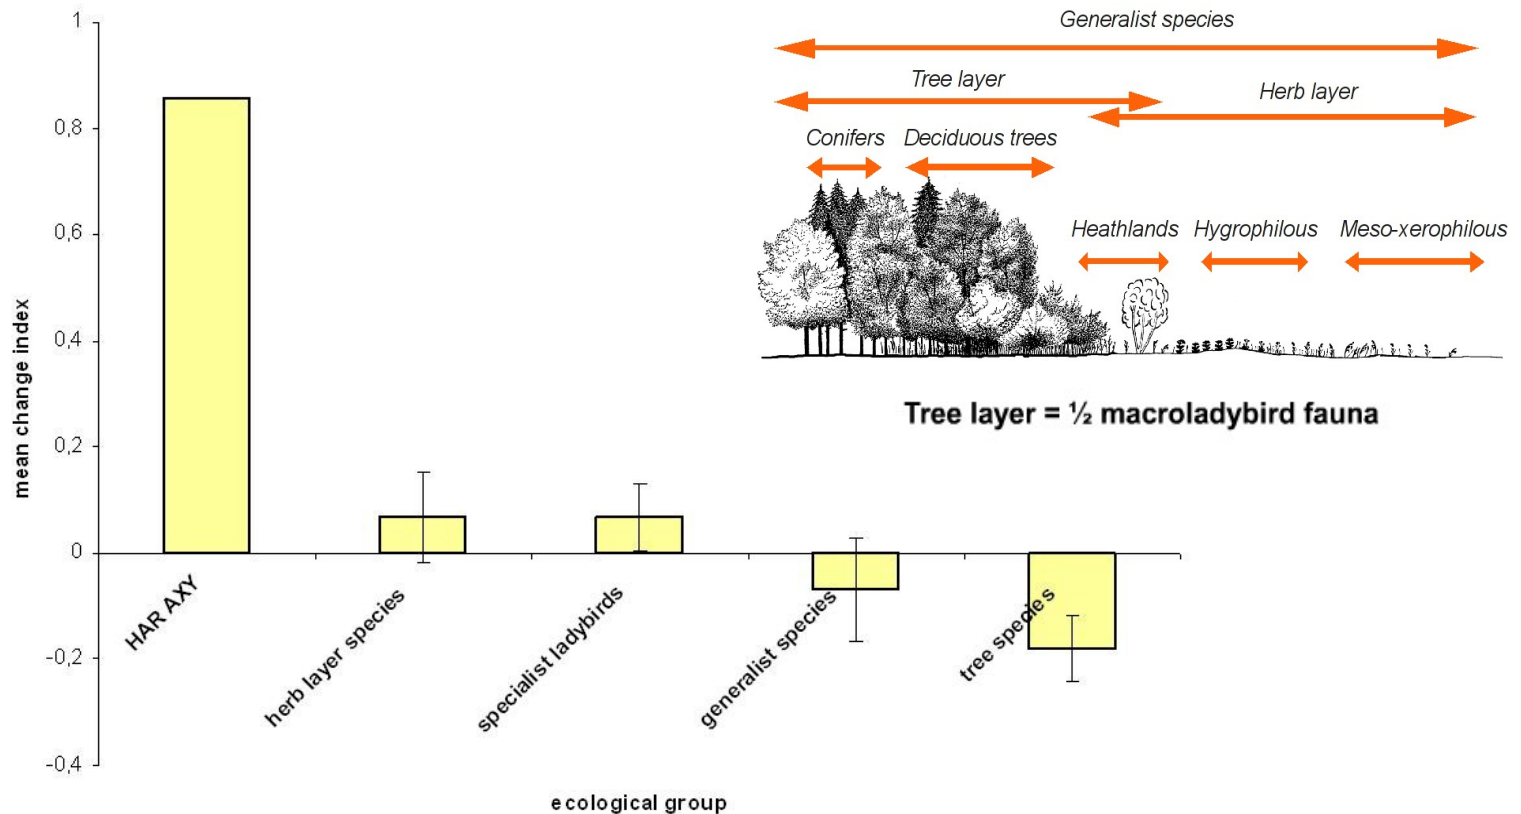 Generalist species
Tree layer
Herb layer
Conifers
Deciduous trees
Heathlands
Hygrophilous
Meso-xerophilous
Tree layer = ½ macroladybird fauna
mean change index
1
0,8
0,6
0,4
0,2
0
-0,2
-0,4
HAR AXY
herb layer species
specialist ladybirds
generalist species
tree species
ecological group